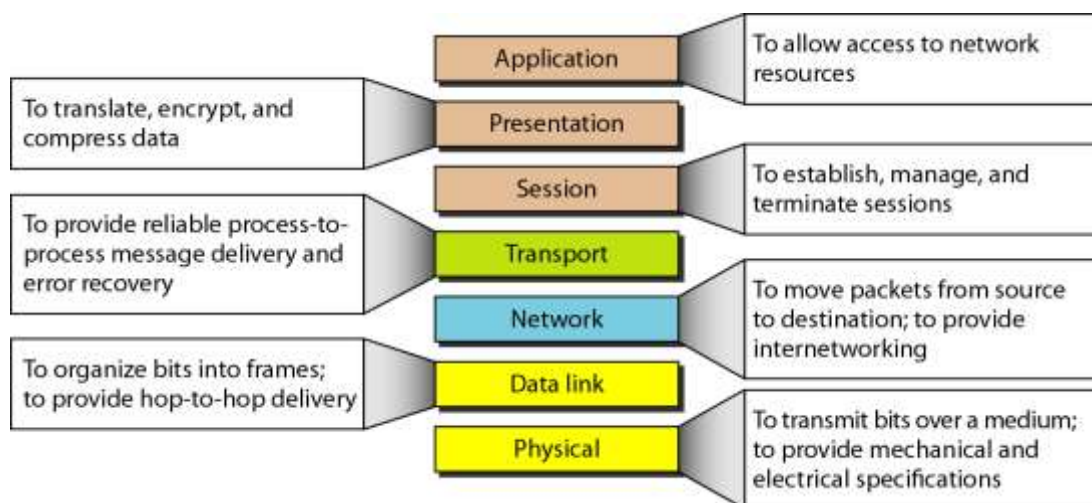 Application
To allow access to network
resources
To translate, encrypt, and
compress data
Presentation
Session
To establish, manage, and
terminate sessions
To provide reliable process-to-
process message delivery and
error recovery
Transport
Network
To move packets from source
to destination; to provide
internetworking
To organize bits into frames;
to provide hop-to-hop delivery
Data link
Physical
To transmit bits over a medium;
to provide mechanical and
electrical specifications